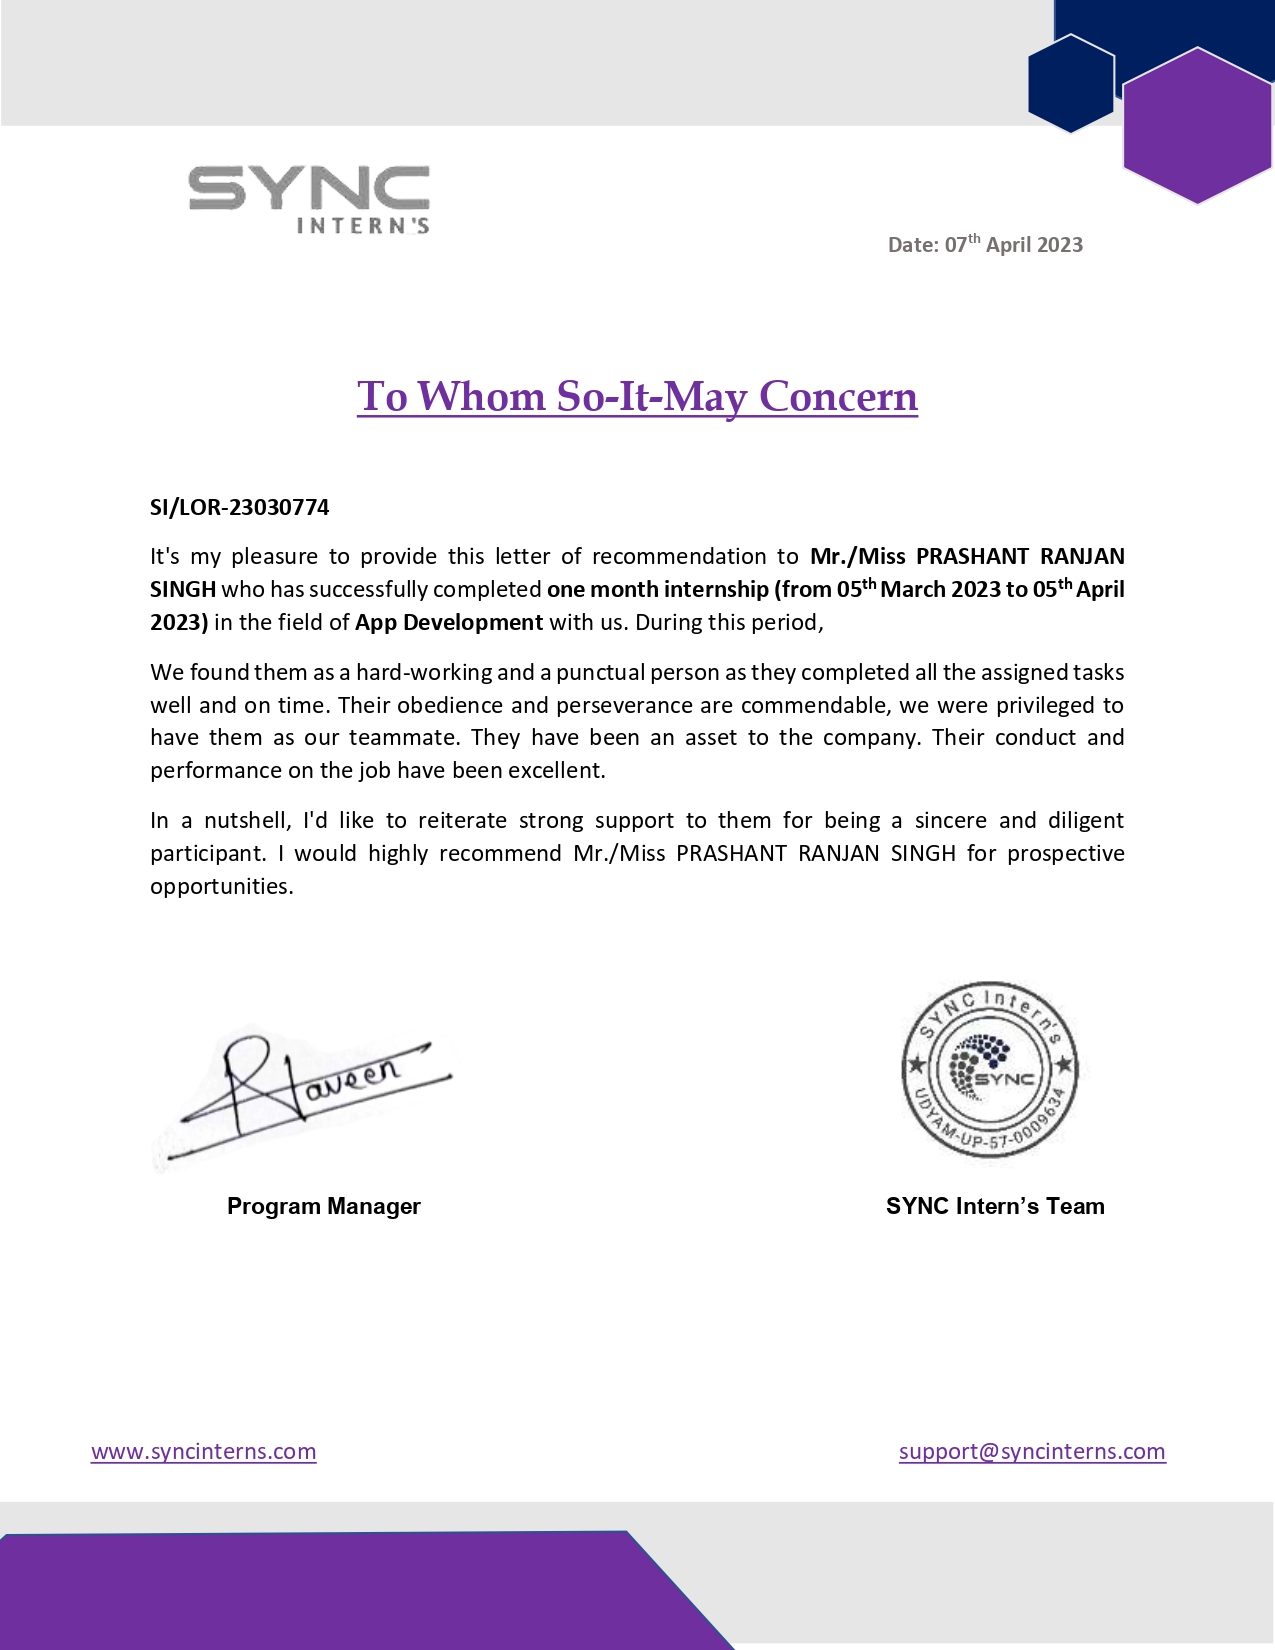 SYNC
INTERN'S
Date: 07th April 2023
To Whom So-It-May Concern
SI/LOR-23030774
It's my pleasure to provide this letter of recommendation to Mr./Miss PRASHANT RANJAN
SINGH who has successfully completed one month internship (from 05th March 2023 to 05th April
2023) in the field of App Development with us. During this period,
We found them as a hard-working and a punctual person as they completed all the assigned tasks
well and on time. Their obedience and perseverance are commendable, we were privileged to
have them as our teammate. They have been an asset to the company. Their conduct and
performance on the job have been excellent.
In a nutshell, I'd like to reiterate strong support to them for being a sincere and diligent
participant. I would highly recommend Mr./Miss PRASHANT RANJAN SINGH for prospective
opportunities.
SYNC Intern's
SYNC
UDYAM-UP-57-0009634
Program Manager
SYNC Intern’s Team
www.syncinterns.com
support@syncinterns.com